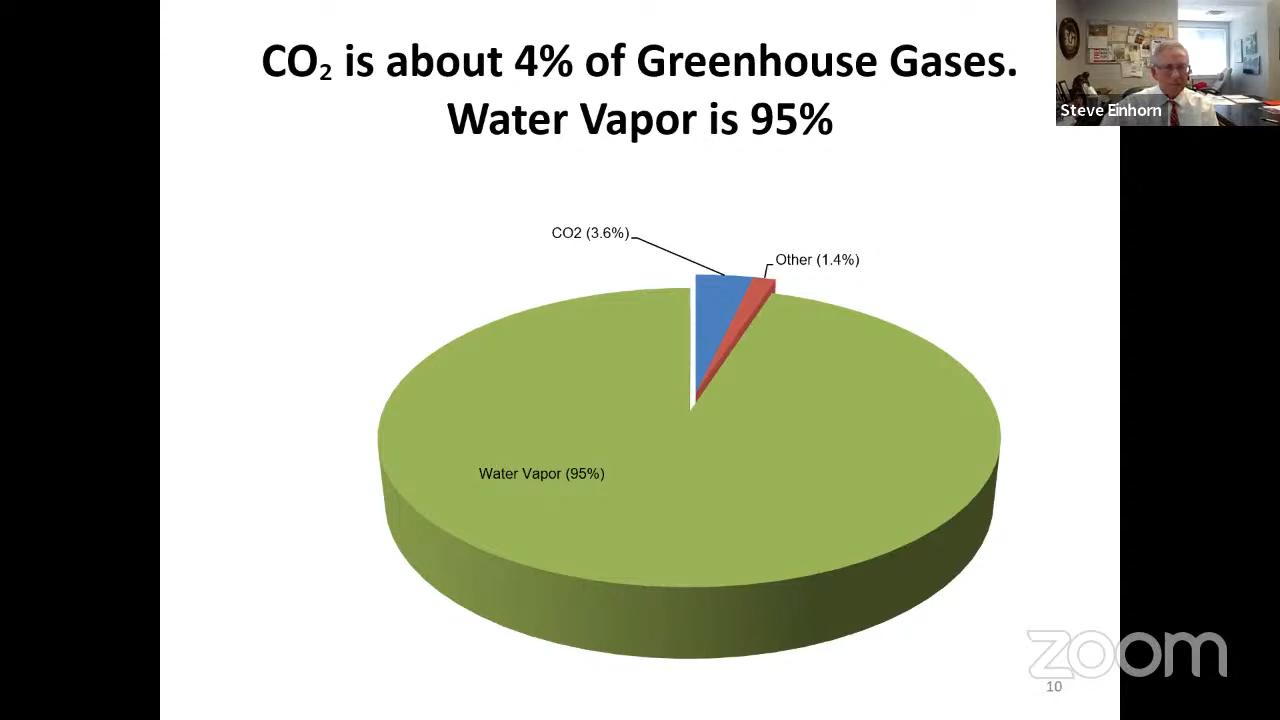 CO₂ is about 4% of Greenhouse Gases.
Water Vapor is 95%
Steve Einhorn
CO2 (3.6%)
Other (1.4%)
Water Vapor (95%)
zoom
10